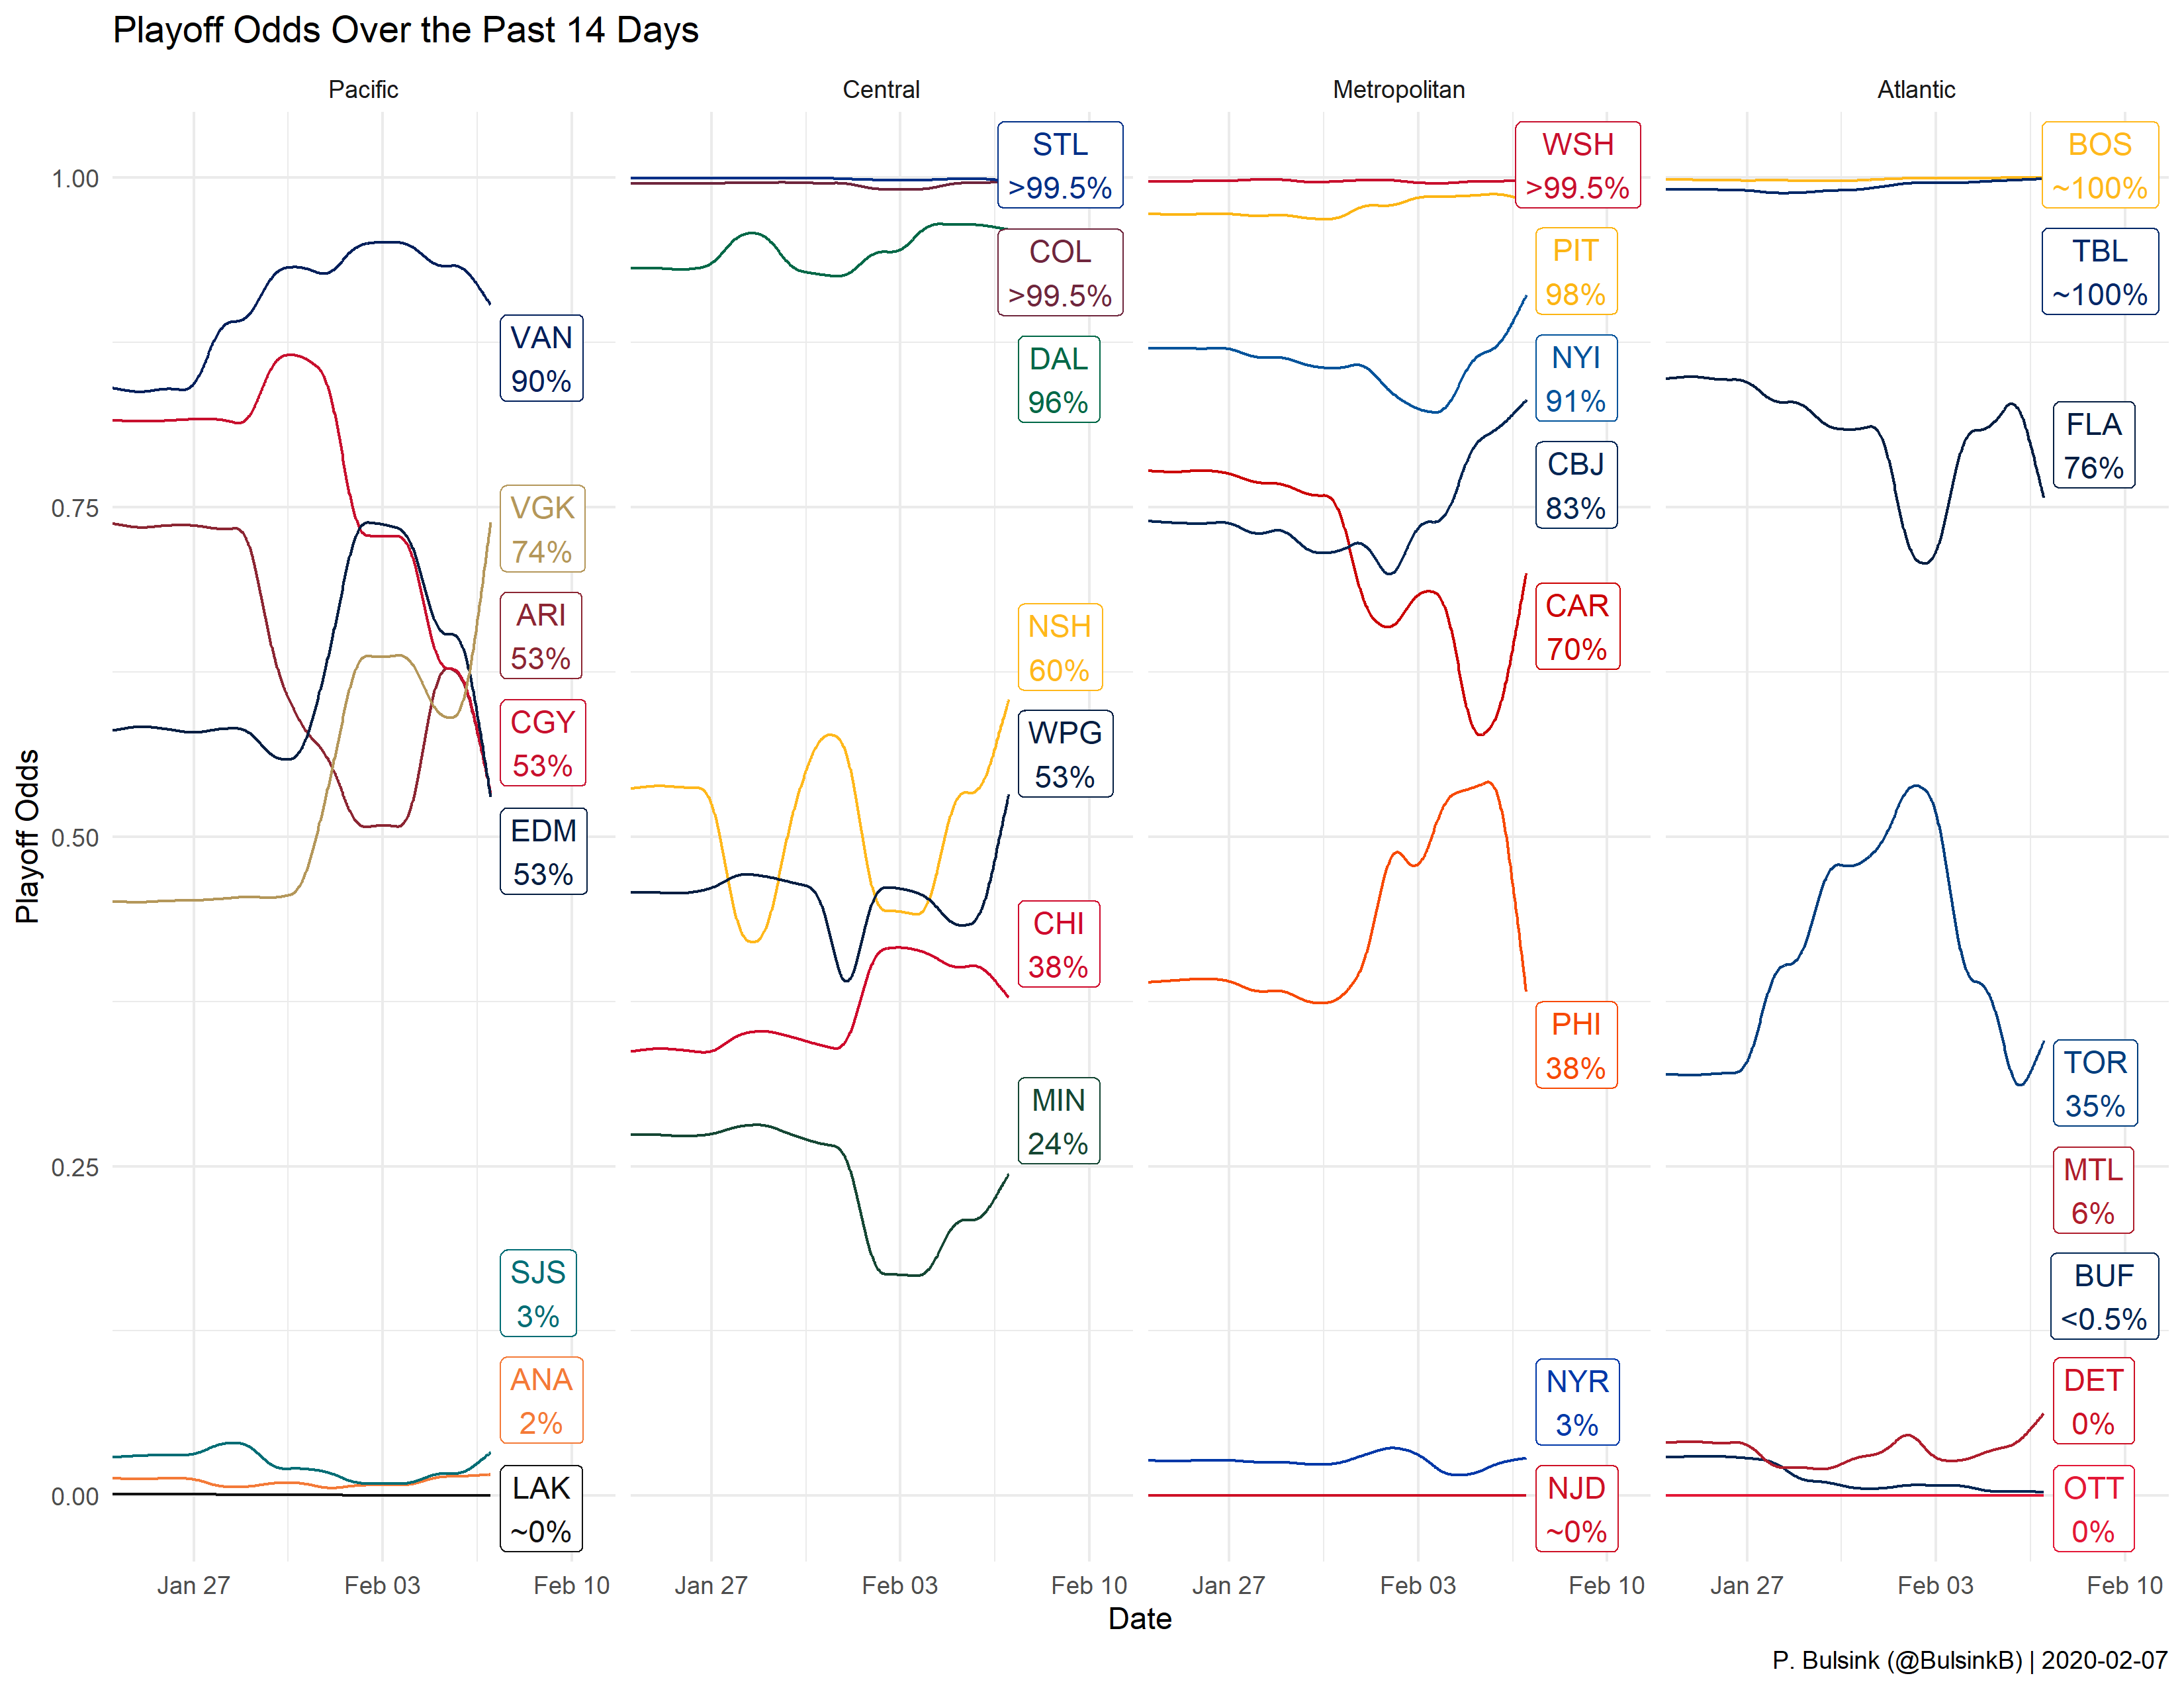 Playoff Odds Over the Past 14 Days
Pacific
Central
Metropolitan
Atlantic
Playoff Odds
1.00
0.75
0.50
0.25
0.00
VAN
90%
VGK
74%
ARI
53%
CGY
53%
EDM
53%
SJS
3%
ANA
2%
LAK
~0%
STL
>99.5%
COL
>99.5%
DAL
96%
NSH
60%
WPG
53%
CHI
38%
MIN
24%
WSH
>99.5%
PIT
98%
NYI
91%
CBJ
83%
CAR
70%
PHI
38%
NYR
3%
NJD
~0%
BOS
~100%
TBL
~100%
FLA
76%
TOR
35%
MTL
6%
BUF
<0.5%
DET
0%
OTT
0%
Jan 27
Feb 03
Feb 10
Jan 27
Feb 03
Feb 10
Jan 27
Feb 03
Feb 10
Jan 27
Feb 03
Feb 10
Date
P. Bulsink (@BulsinkB) | 2020-02-07